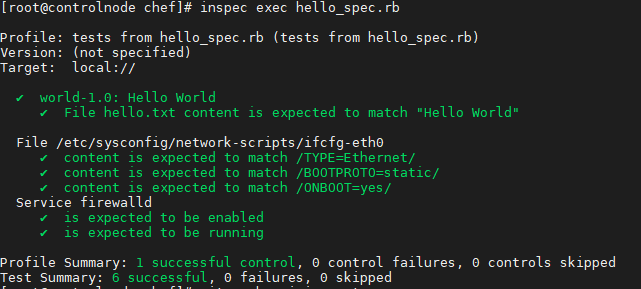 [root@controlnode chef]# inspec exec hello_spec.rb
Profile: tests from hello_spec.rb (tests from hello_spec.rb)
Version: (not specified)
Target:  local://
✔  world-1.0: Hello World
✔  File hello.txt content is expected to match "Hello World"
File /etc/sysconfig/network-scripts/ifcfg-eth0
✔  content is expected to match /TYPE=Ethernet/
✔  content is expected to match /BOOTPROTO=static/
✔  content is expected to match /ONBOOT=yes/
Service firewalld
✔  is expected to be enabled
✔  is expected to be running
Profile Summary: 1 successful control, 0 control failures, 0 controls skipped
Test Summary: 6 successful, 0 failures, 0 skipped